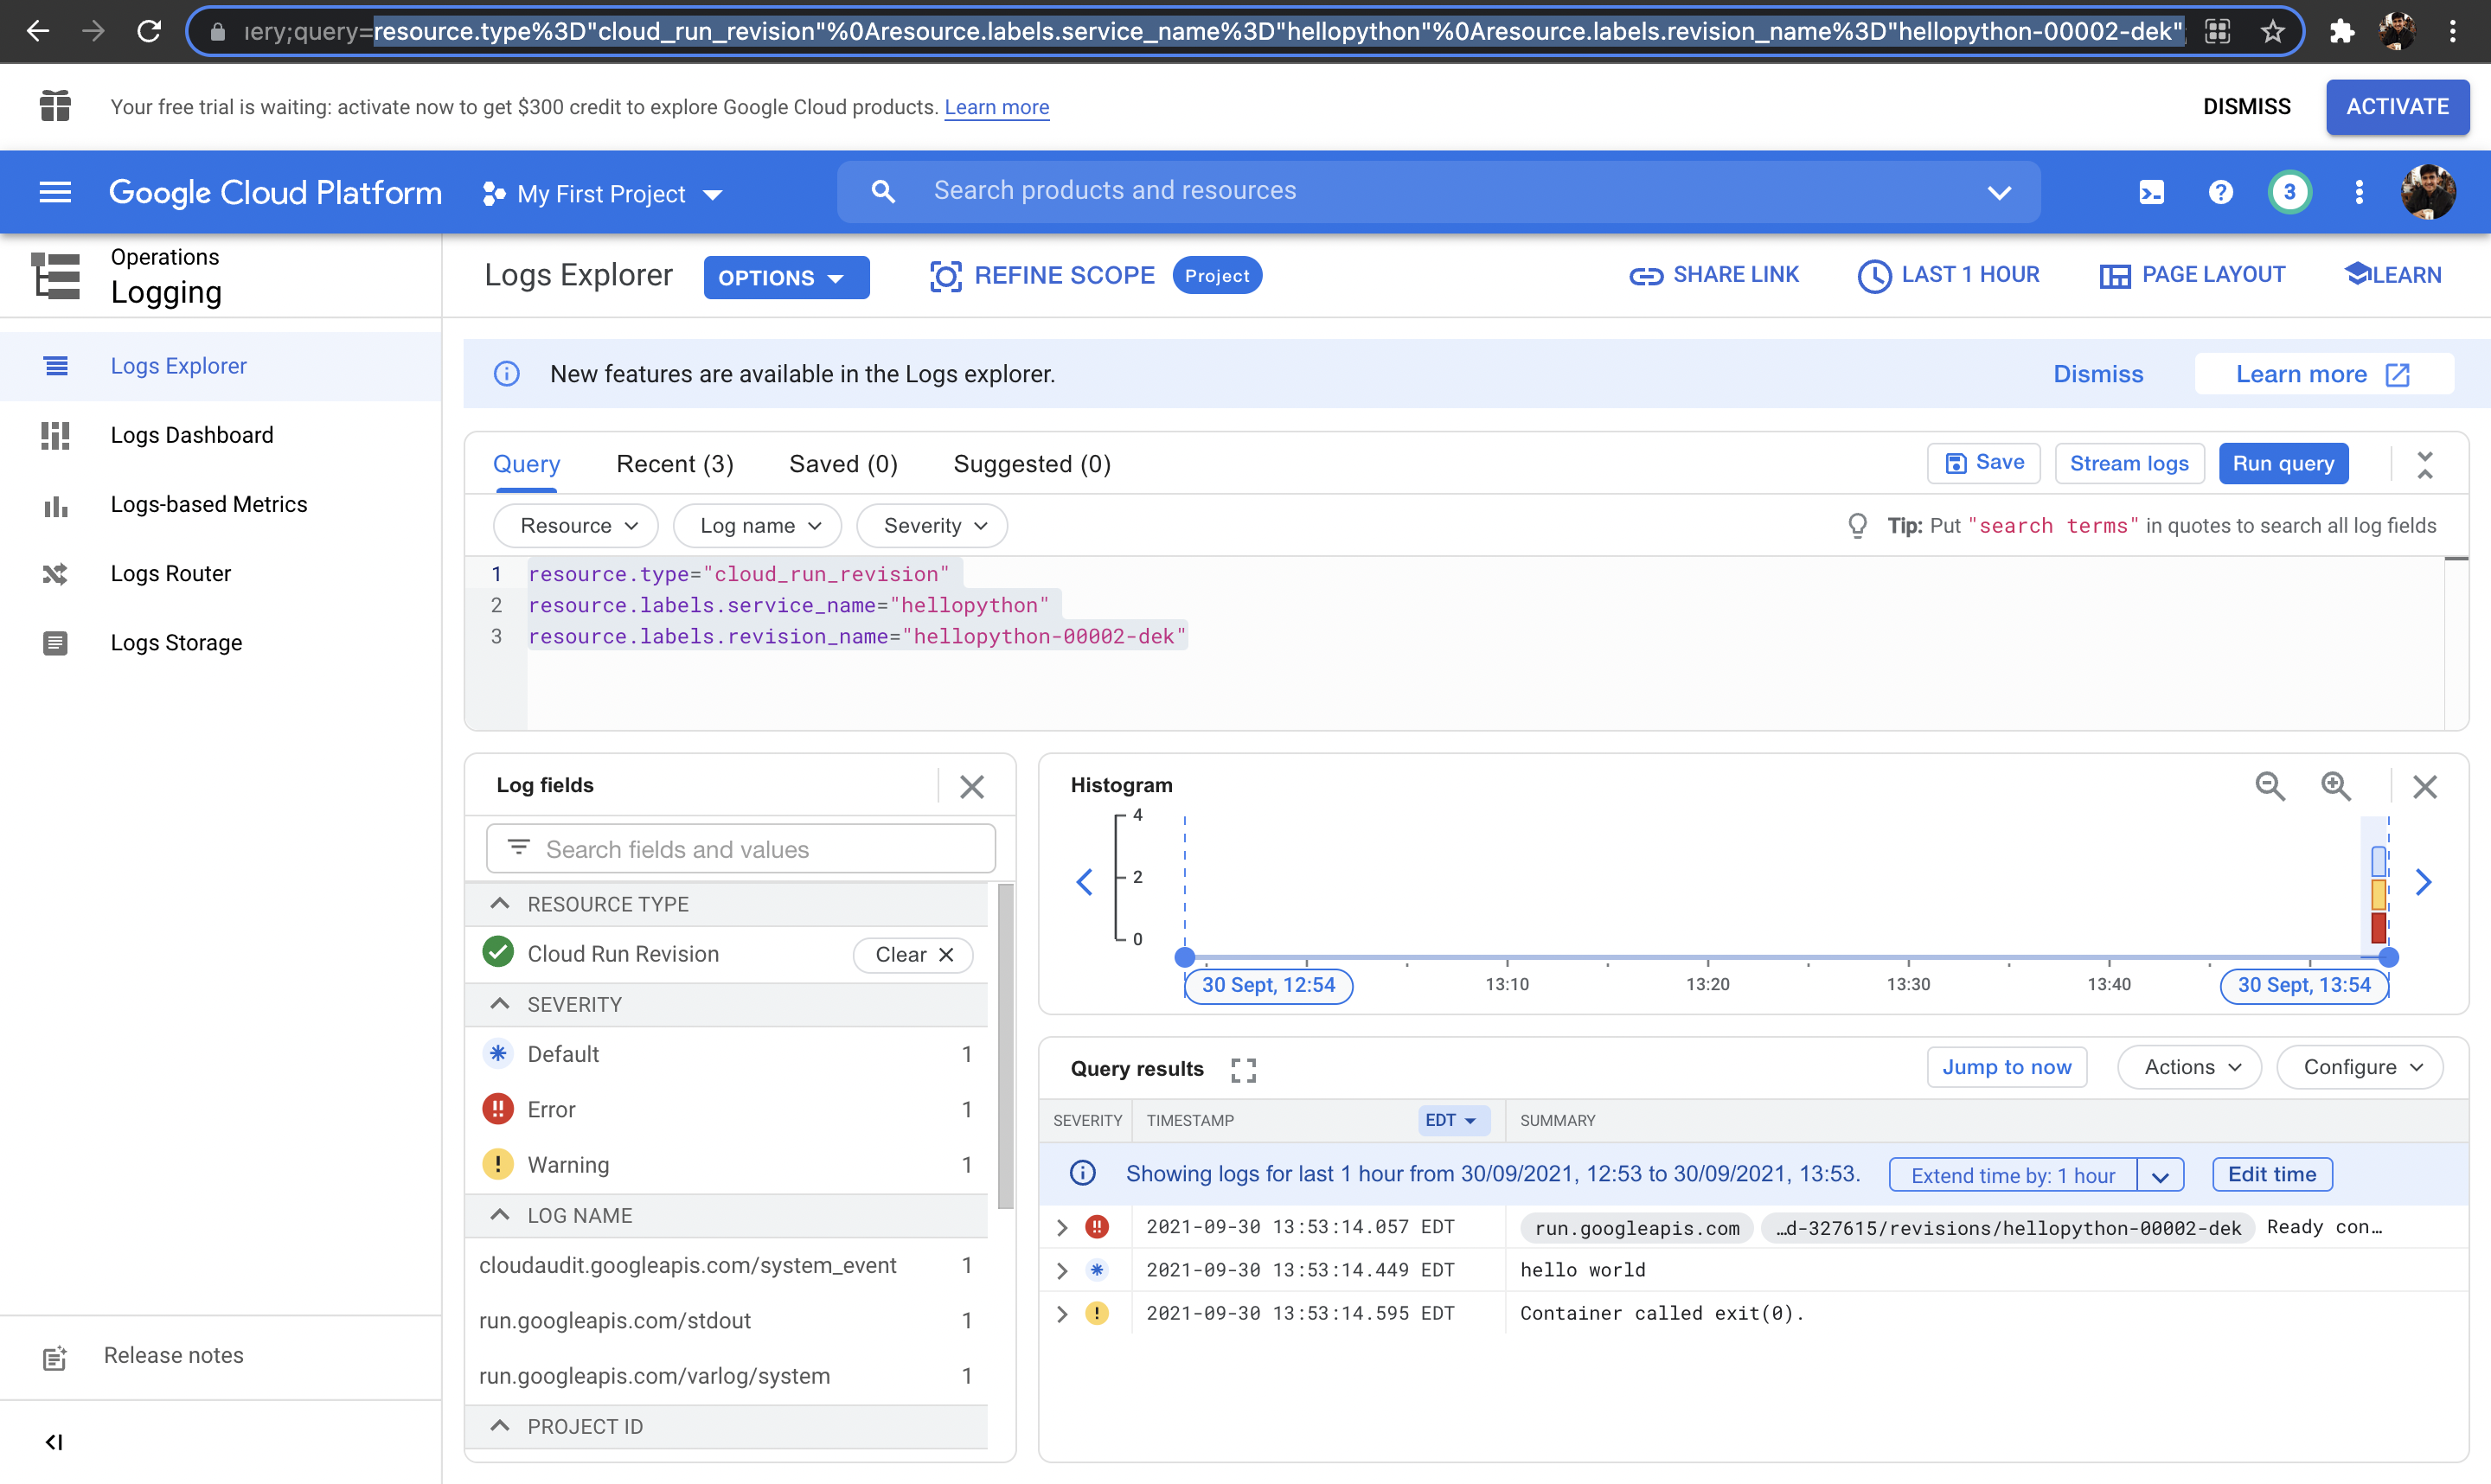 ıery;query=resource.type%3D"cloud_run_revision"%0Aresource.labels.service_name%3D"hellopython"%0Aresource.labels.revision_name%3D"hellopython-00002-dek"
Your free trial is waiting: activate now to get $300 credit to explore Google Cloud products. Learn more
DISMISS
ACTIVATE
Google Cloud Platform
My First Project
Search products and resources
3
Operations
Logging
Logs Explorer
OPTIONS
REFINE SCOPE
Project
SHARE LINK
LAST 1 HOUR
PAGE LAYOUT
LEARN
Logs Explorer
Logs Dashboard
Logs-based Metrics
Logs Router
Logs Storage
Release notes
New features are available in the Logs explorer.
Dismiss
Learn more
Query
Recent (3)
Saved (0)
Suggested (0)
Save
Stream logs
Run query
Resource
Log name
Severity
Tip: Put "search terms" in quotes to search all log fields
1 resource.type="cloud_run_revision"
2 resource.labels.service_name="hellopython"
3 resource.labels.revision_name="hellopython-00002-dek"
Log fields
Search fields and values
RESOURCE TYPE
Cloud Run Revision
Clear
SEVERITY
Default 1
Error 1
Warning 1
LOG NAME
cloudaudit.googleapis.com/system_event 1
run.googleapis.com/stdout 1
run.googleapis.com/varlog/system 1
PROJECT ID
Histogram
4
2
0
30 Sept, 12:54
13:10
13:20
13:30
13:40
30 Sept, 13:54
Query results
Jump to now
Actions
Configure
SEVERITY
TIMESTAMP
EDT
SUMMARY
Showing logs for last 1 hour from 30/09/2021, 12:53 to 30/09/2021, 13:53.
Extend time by: 1 hour
Edit time
2021-09-30 13:53:14.057 EDT run.googleapis.com …d-327615/revisions/hellopython-00002-dek Ready con…
2021-09-30 13:53:14.449 EDT hello world
2021-09-30 13:53:14.595 EDT Container called exit(0).